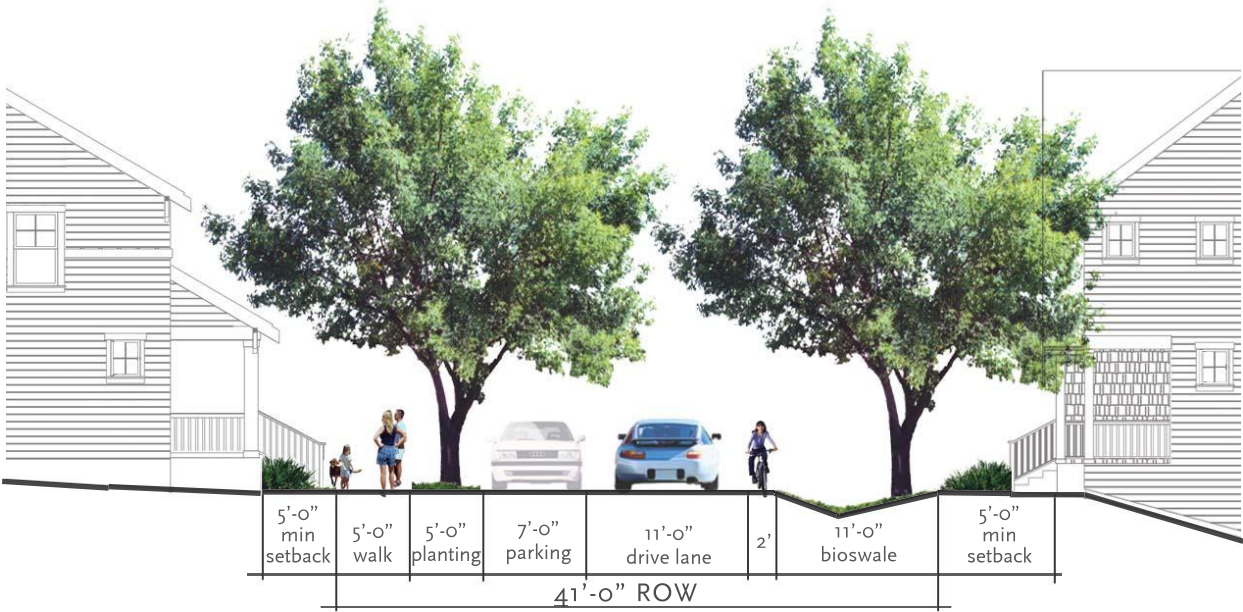 5'-0"
min
setback
5'-0"
walk
5'-0"
planting
7'-0"
parking
11'-0"
drive lane
2'
11'-0"
bioswale
5'-0"
min
setback
41'-0" ROW